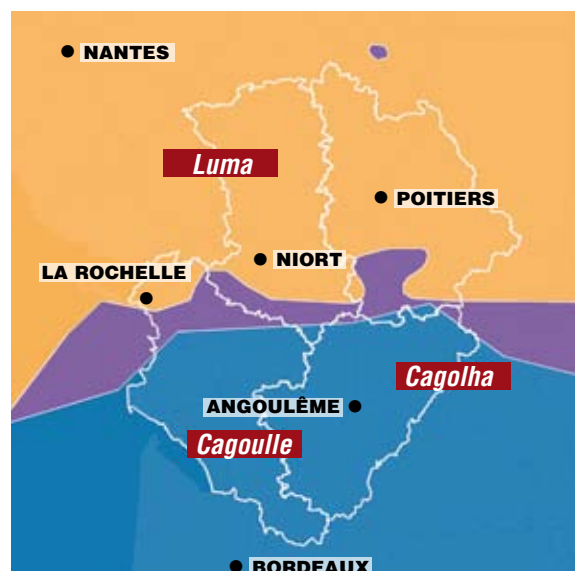 NANTES
Luma
POITIERS
NIORT
LA ROCHELLE
Cagolha
ANGOULÊME
Cagoulle
BORDEAUX